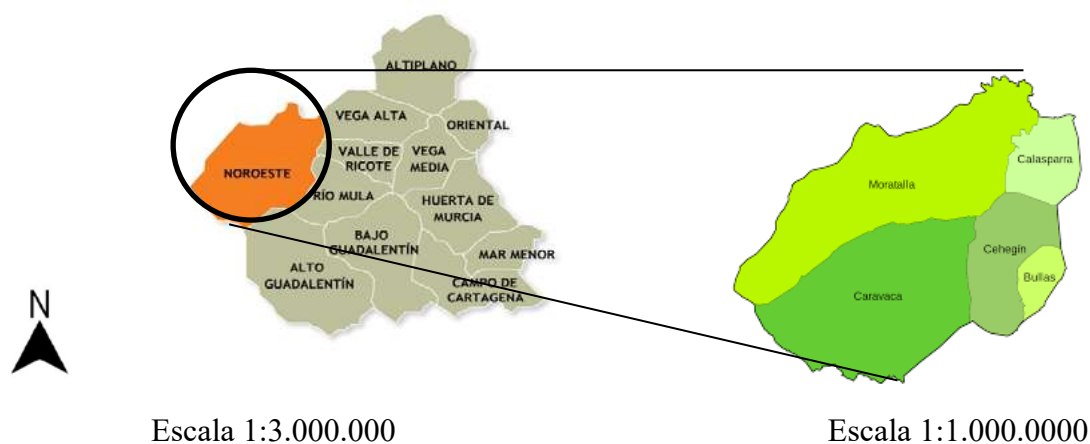 ALTIPLANO
VEGA ALTA
ORIENTAL
VALLE DE
RICOTE
VEGA
MEDIA
NOROESTE
RÍO MULA
HUERTA DE
MURCIA
BAJO
GUADALENTÍN
MAR MENOR
ALTO
GUADALENTÍN
CAMPO DE
CARTAGENA
Calasparra
Moratalla
Cehegín
Bullas
Caravaca
N
Escala 1:3.000.000
Escala 1:1.000.0000